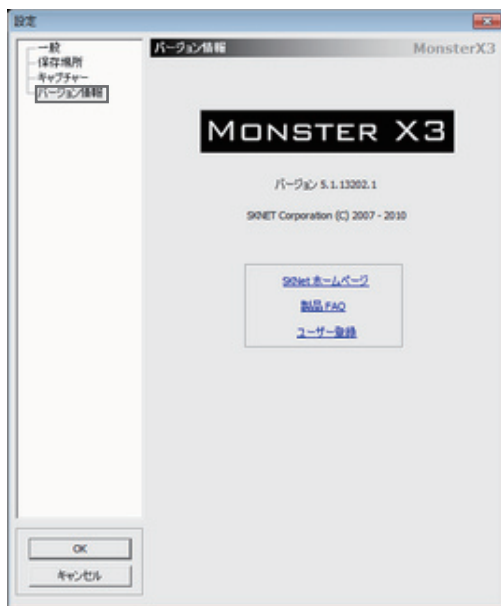 設定
一般
保存場所
キャプチャー
バージョン情報
バージョン情報 MonsterX3
MONSTER X3
バージョン 5.1.13202.1
SKNET Corporation (C) 2007 - 2010
SKNet ホームページ
製品 FAQ
ユーザー登録
OK
キャンセル